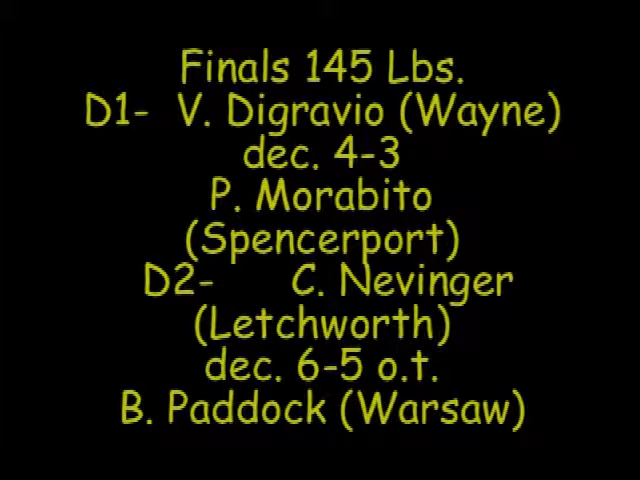 Finals 145 Lbs.
D1- V. Digravio (Wayne)
dec. 4-3
P. Morabito
(Spencerport)
D2- C. Nevinger
(Letchworth)
dec. 6-5 o.t.
B. Paddock (Warsaw)